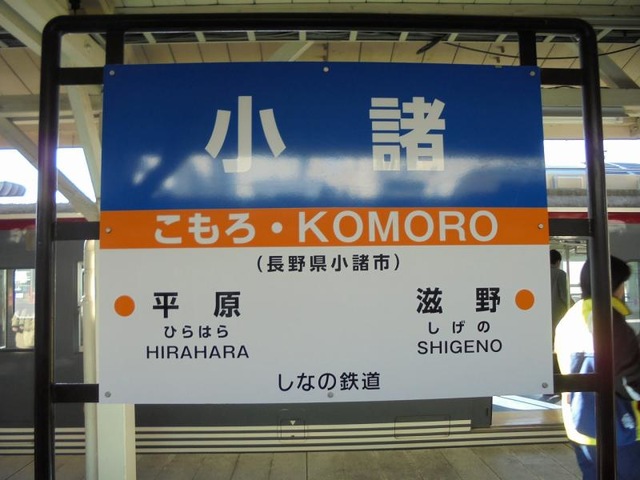 小 諸
こもろ・KOMORO
(長野県小諸市)
平 原
ひらはら
HIRAHARA
滋 野
しげの
SHIGENO
しなの鉄道